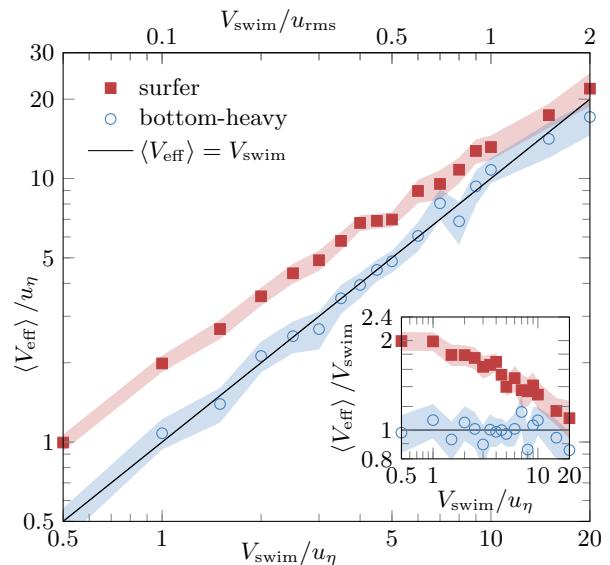 V_swim/u_rms
0.1 0.5 1 2
30
20
10
5
1
0.5
⟨V_eff⟩/u_η
surfer
bottom-heavy
⟨V_eff⟩ = V_swim
2.4
2
1
0.8
⟨V_eff⟩/V_swim
0.5 1 10 20
V_swim/u_η
0.5 1 2 5 10 20
V_swim/u_η